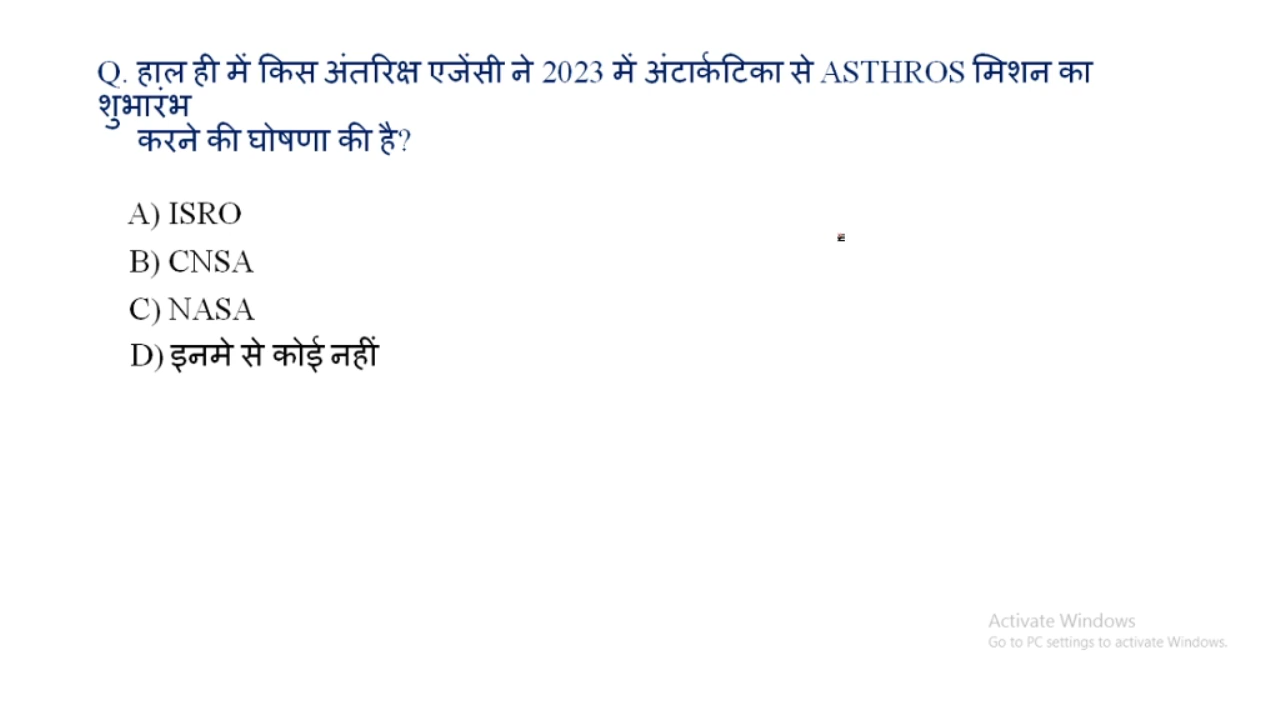 Q. हाल ही में किस अंतरिक्ष एजेंसी ने 2023 में अंटार्कटिका से ASTHROS मिशन का
शुभारंभ
करने की घोषणा की है?
A) ISRO
B) CNSA
C) NASA
D) इनमे से कोई नहीं
Activate Windows
Go to PC settings to activate Windows.